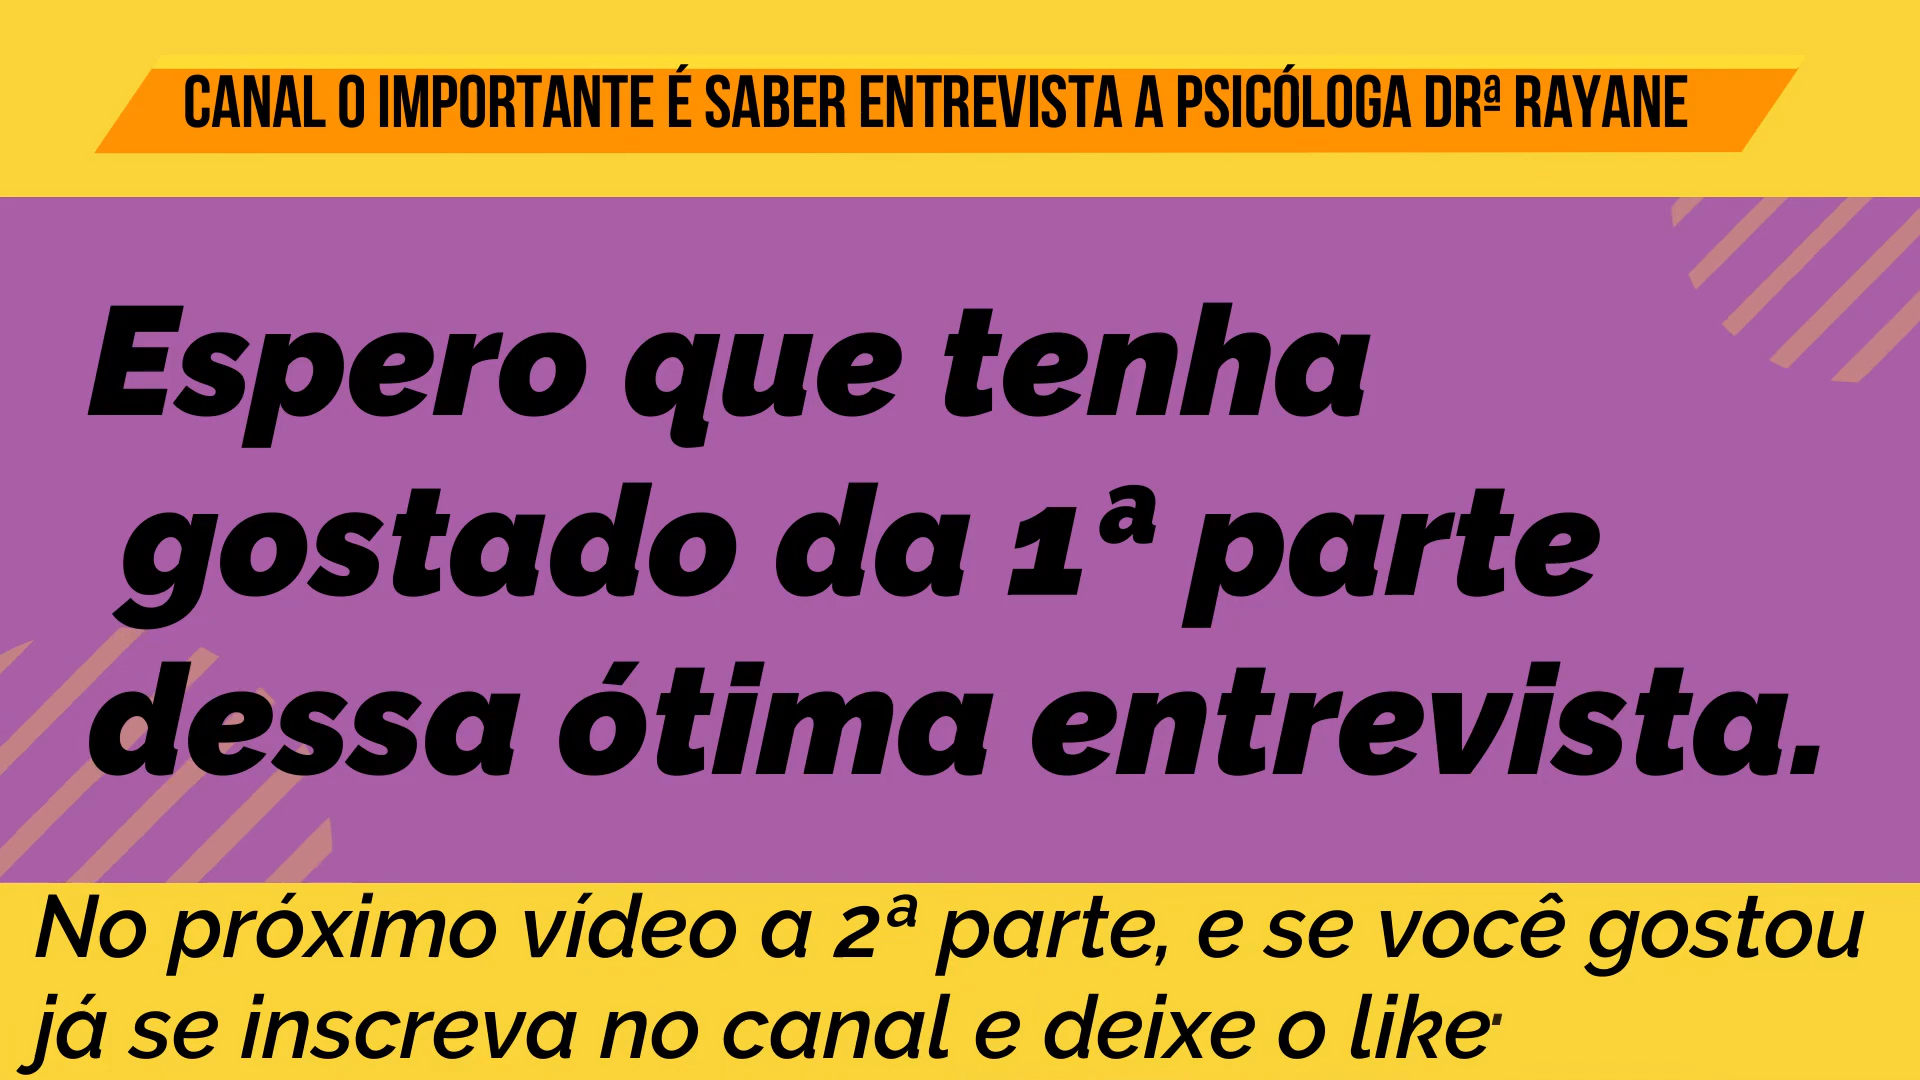 CANAL O IMPORTANTE É SABER ENTREVISTA A PSICÓLOGA DRª RAYANE
Espero que tenha
gostado da 1ª parte
dessa ótima entrevista.
No próximo vídeo a 2ª parte, e se você gostou
já se inscreva no canal e deixe o like